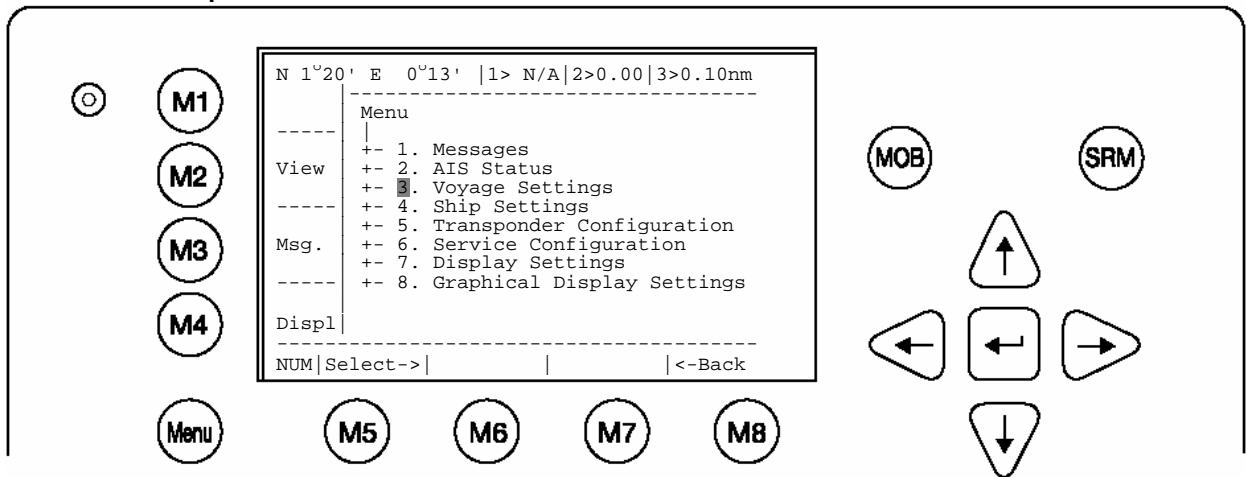 N 1°20' E 0°13' |1> N/A|2>0.00|3>0.10nm
M1
Menu
+- 1. Messages
MOB
SRM
View
M2
+- 2. AIS Status
+- 3. Voyage Settings
+- 4. Ship Settings
+- 5. Transponder Configuration
Msg.
M3
+- 6. Service Configuration
+- 7. Display Settings
+- 8. Graphical Display Settings
M4
Displ
NUM|Select->| | |<-Back
Menu
M5
M6
M7
M8